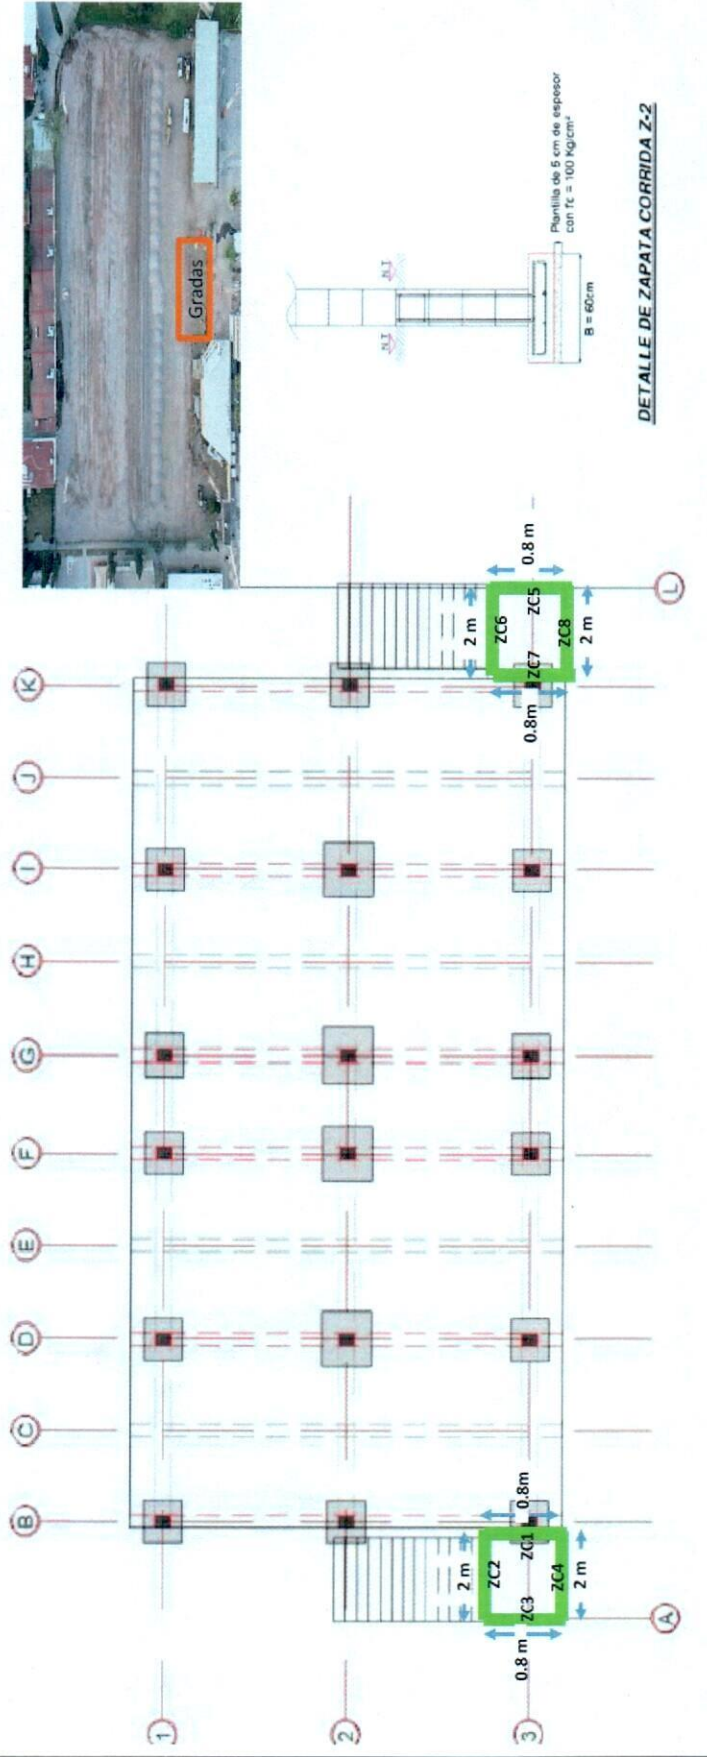 Gradas
N.T.
N.T.
Plantilla de 5 cm de espesor
con f'c = 100 Kg/cm²
B = 60cm
DETALLE DE ZAPATA CORRIDA Z-2
A
B
C
D
E
F
G
H
I
J
K
L
1
2
3
0.8m
2 m
ZC2
ZC1
ZC3
ZC4
2 m
0.8 m
0.8 m
2 m
ZC6
ZC5
ZC7
ZC8
2 m
0.8m